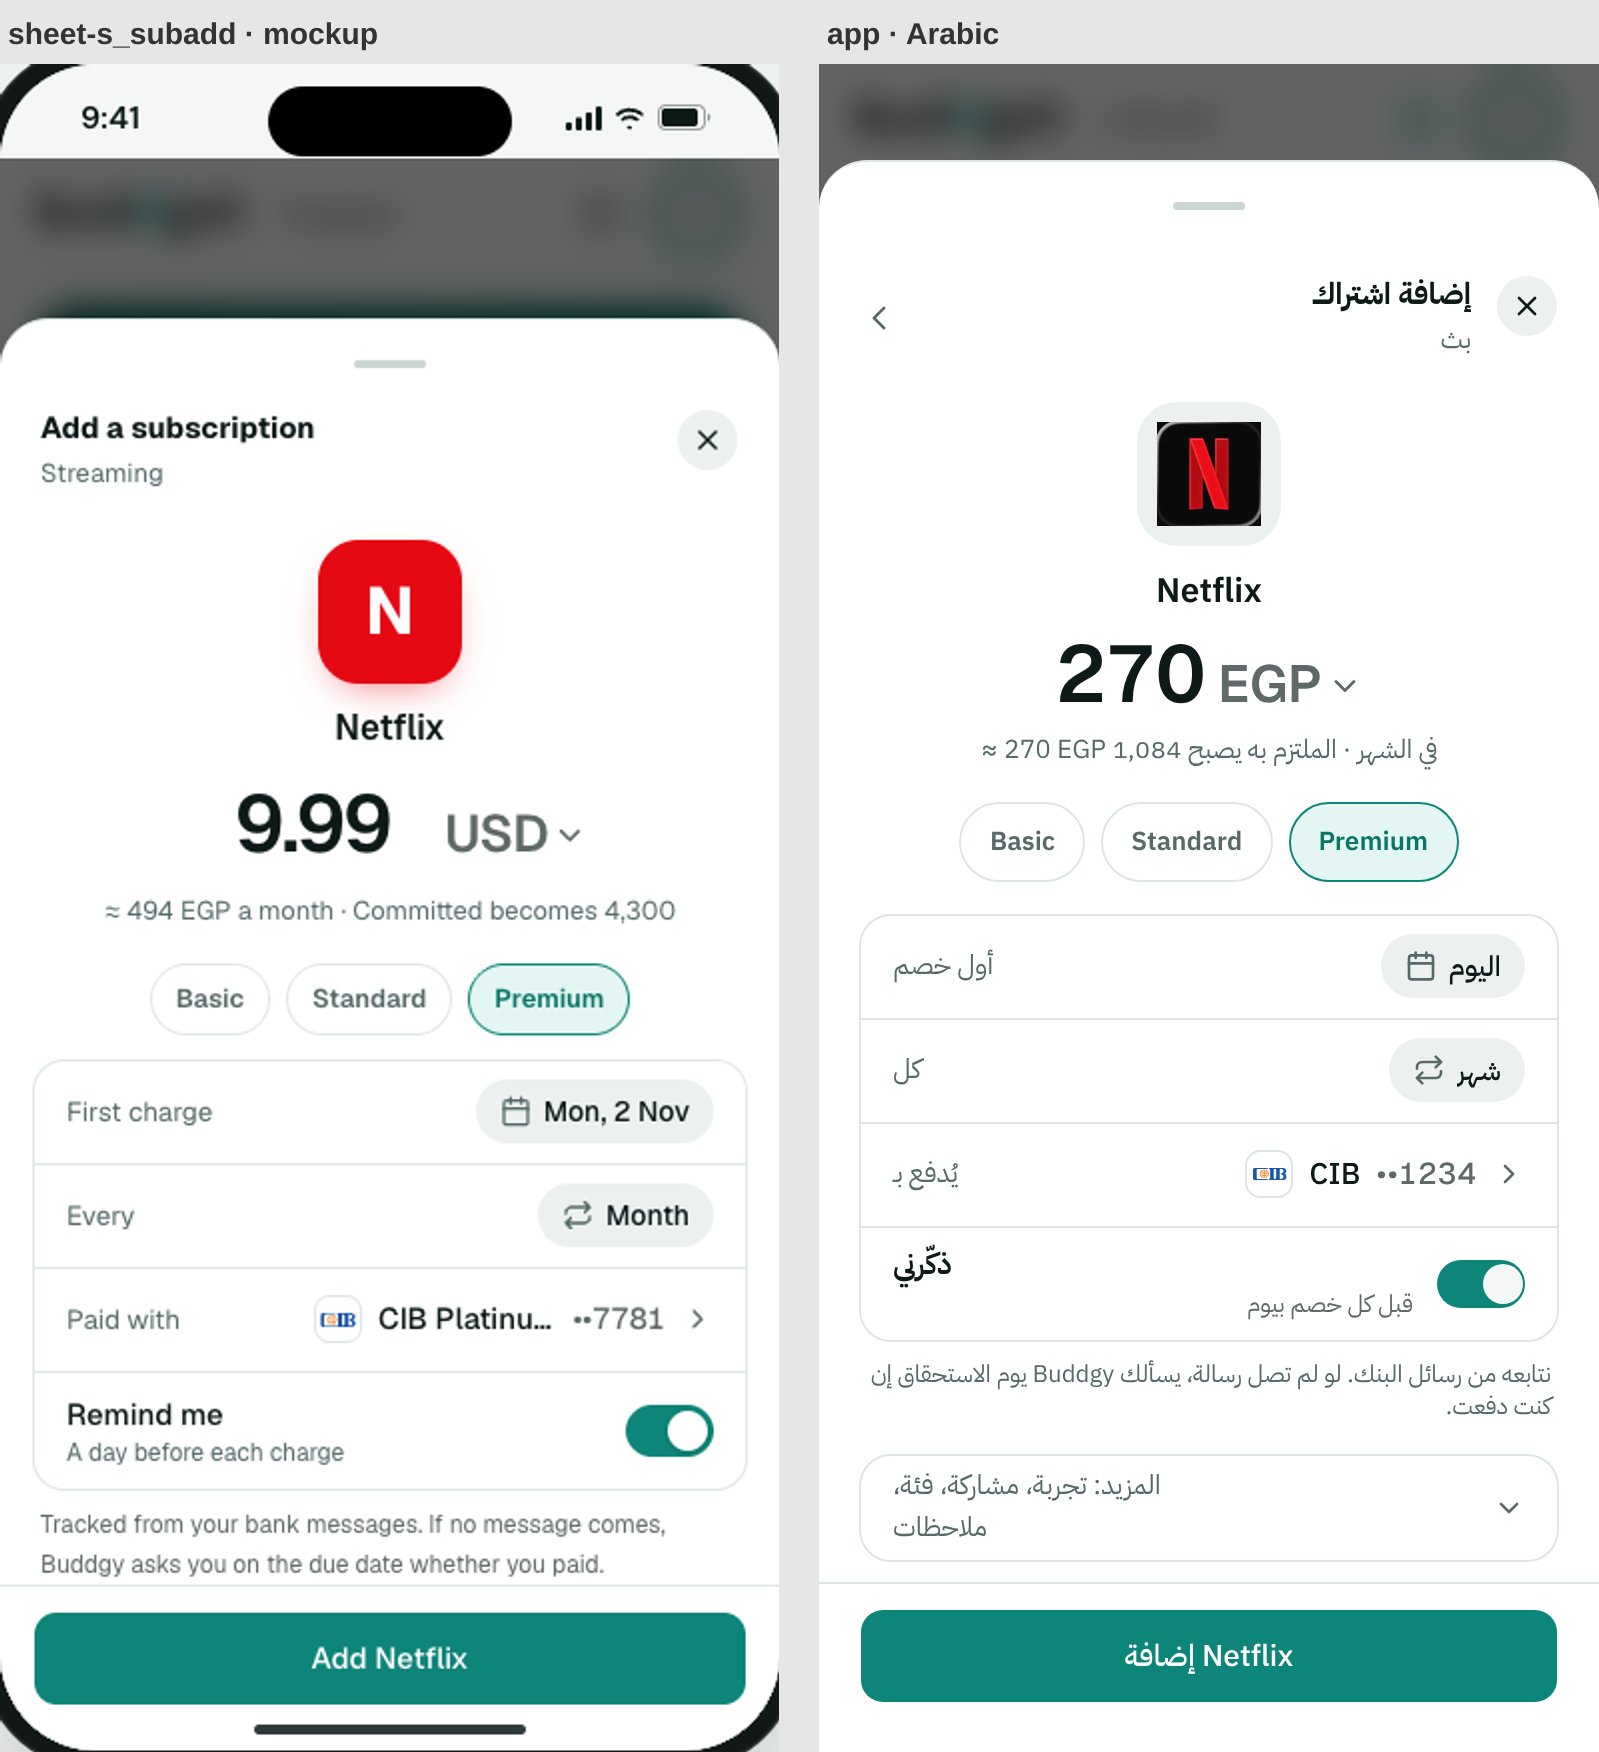 sheet-s_subadd · mockup
9:41
Add a subscription
Streaming
N
Netflix
9.99 USD
≈ 494 EGP a month · Committed becomes 4,300
Basic Standard Premium
First charge Mon, 2 Nov
Every Month
Paid with CIB CIB Platinu... ••7781
Remind me
A day before each charge
Tracked from your bank messages. If no message comes,
Buddgy asks you on the due date whether you paid.
Add Netflix
app · Arabic
إضافة اشتراك
بث
N
Netflix
270 EGP
≈ 270 EGP في الشهر · الملتزم به يصبح 1,084
Basic Standard Premium
أول خصم اليوم
كل شهر
يُدفع بـ CIB CIB ••1234
ذكّرني
قبل كل خصم بيوم
نتابعه من رسائل البنك. لو لم تصل رسالة، يسألك Buddgy يوم الاستحقاق إن
كنت دفعت.
المزيد: تجربة، مشاركة، فئة،
ملاحظات
إضافة Netflix